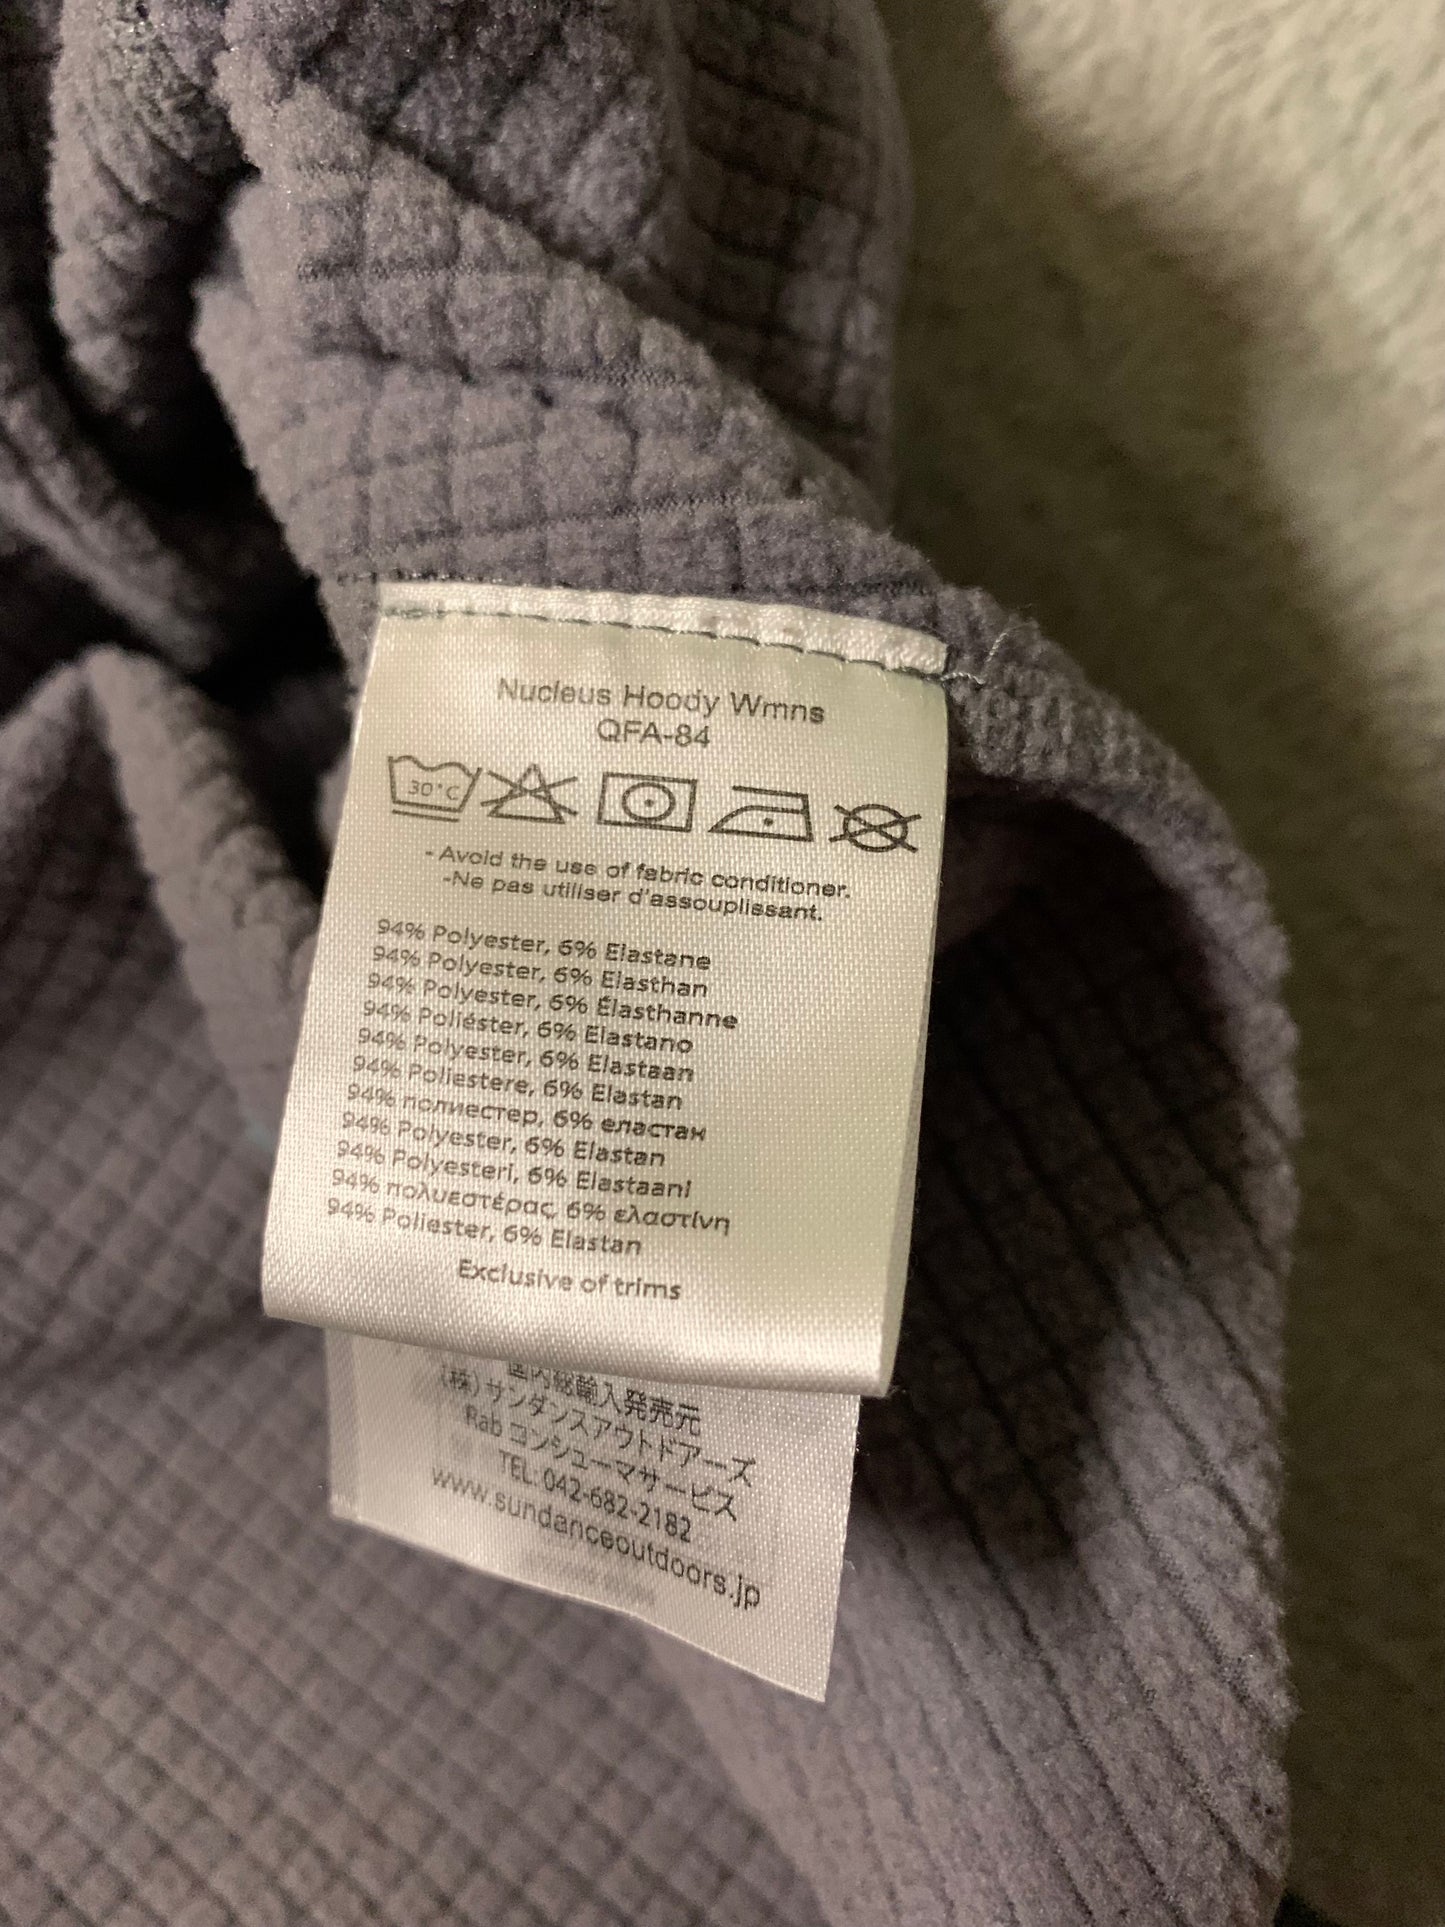 Nucleus Hoody Wmns
QFA-84
30°C
- Avoid the use of fabric conditioner.
-Ne pas utiliser d'assouplissant.
94% Polyester, 6% Elastane
94% Polyester, 6% Elasthan
94% Polyester, 6% Élasthanne
94% Poliéster, 6% Elastano
94% Polyester, 6% Elastaan
94% Poliestere, 6% Elastan
94% полиестер, 6% еластан
94% Polyester, 6% Elastan
94% Polyesteri, 6% Elastaani
94% πολυεστέρας, 6% ελαστίνη
94% Poliester, 6% Elastan
Exclusive of trims
国内総輸入発売元
(株)サンダンスアウトドアーズ
Rab コンシューマサービス
TEL: 042-682-2182
www.sundanceoutdoors.jp